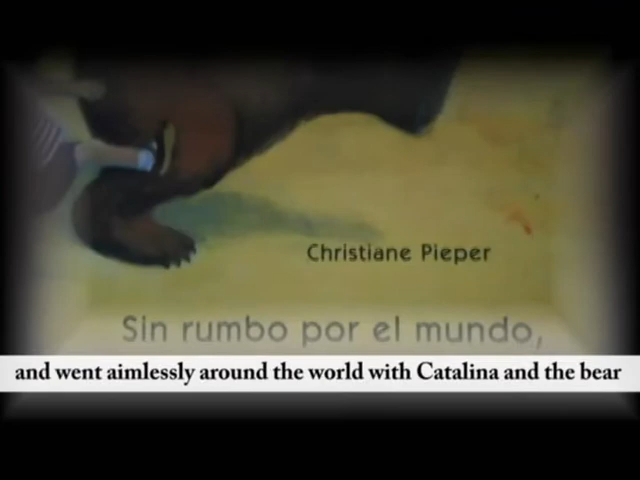 Christiane Pieper
Sin rumbo por el mundo,
and went aimlessly around the world with Catalina and the bear